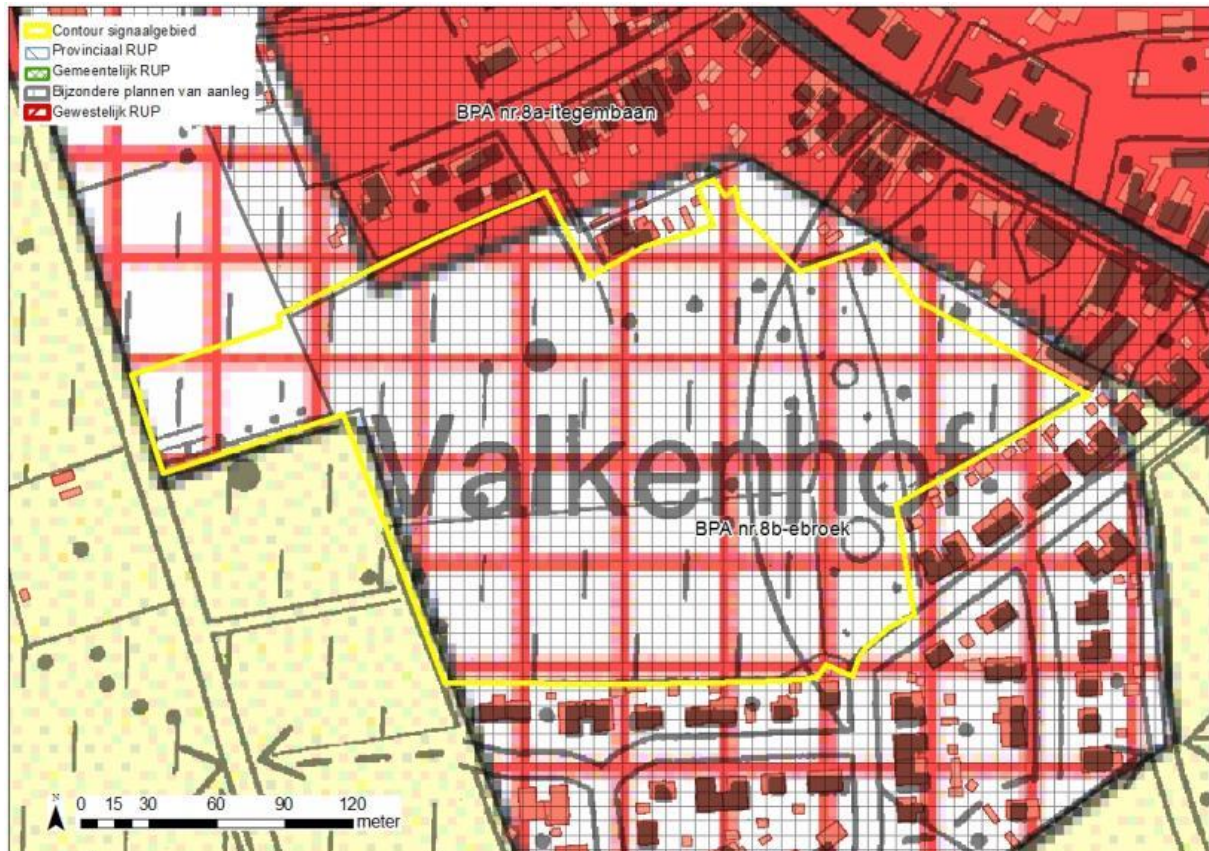 Contour signaalgebied
Provinciaal RUP
Gemeentelijk RUP
Bijzondere plannen van aanleg
Gewestelijk RUP
BPA nr.8a-itegembaan
Valkenhof
BPA nr.8b-ebroek
N
0 15 30 60 90 120
meter